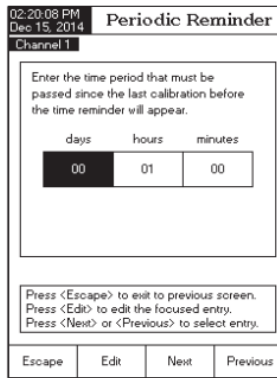 02:20:08 PM
Dec 15, 2014
Periodic Reminder
Channel 1
Enter the time period that must be
passed since the last calibration before
the time reminder will appear.
days hours minutes
00 01 00
Press <Escape> to exit to previous screen.
Press <Edit> to edit the focused entry.
Press <Next> or <Previous> to select entry.
Escape Edit Next Previous